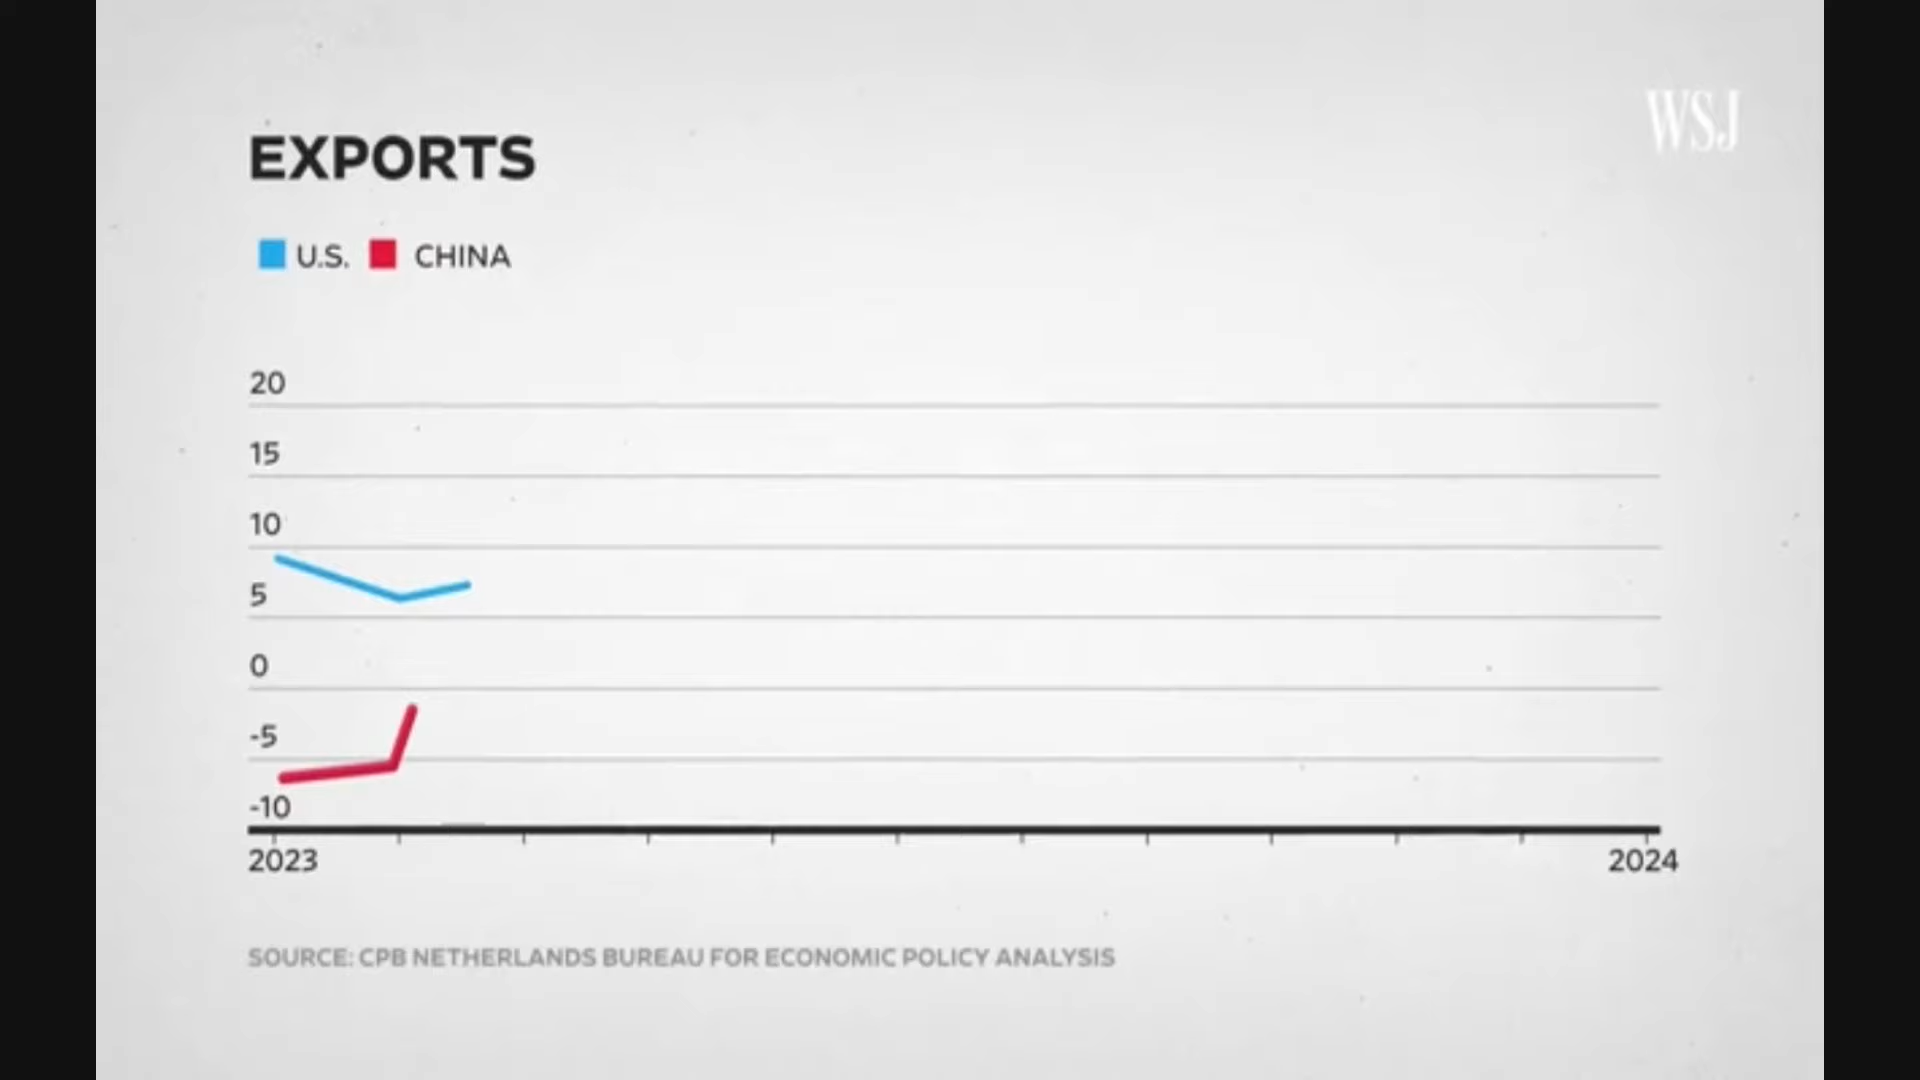 WSJ
EXPORTS
U.S. CHINA
20
15
10
5
0
-5
-10
2023 2024
SOURCE: CPB NETHERLANDS BUREAU FOR ECONOMIC POLICY ANALYSIS